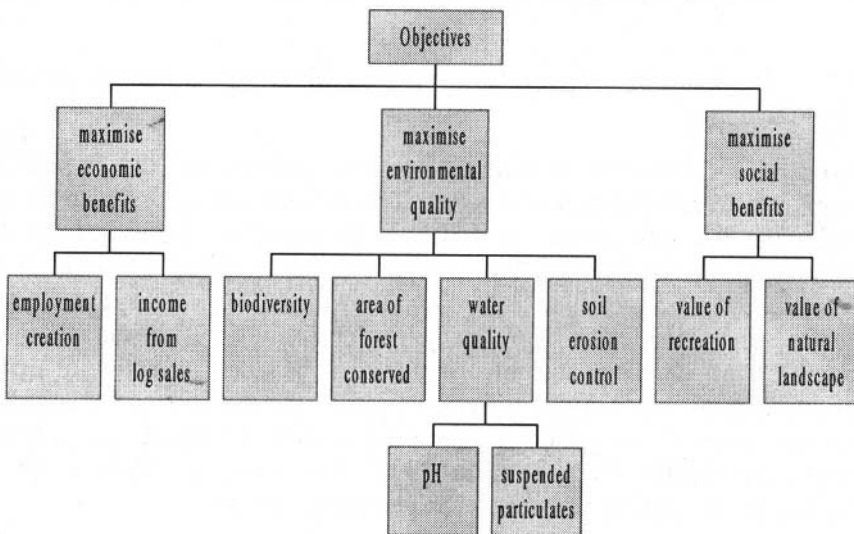 Objectives
maximise
economic
benefits
maximise
environmental
quality
maximise
social
benefits
employment
creation
income
from
log sales
biodiversity
area of
forest
conserved
water
quality
soil
erosion
control
value of
recreation
value of
natural
landscape
pH
suspended
particulates